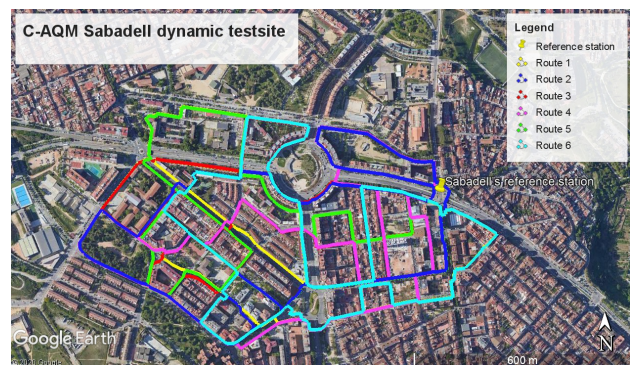 C-AQM Sabadell dynamic testsite
Legend
Reference station
Route 1
Route 2
Route 3
Route 4
Route 5
Route 6
Sabadell's reference station
Google Earth
600 m
N